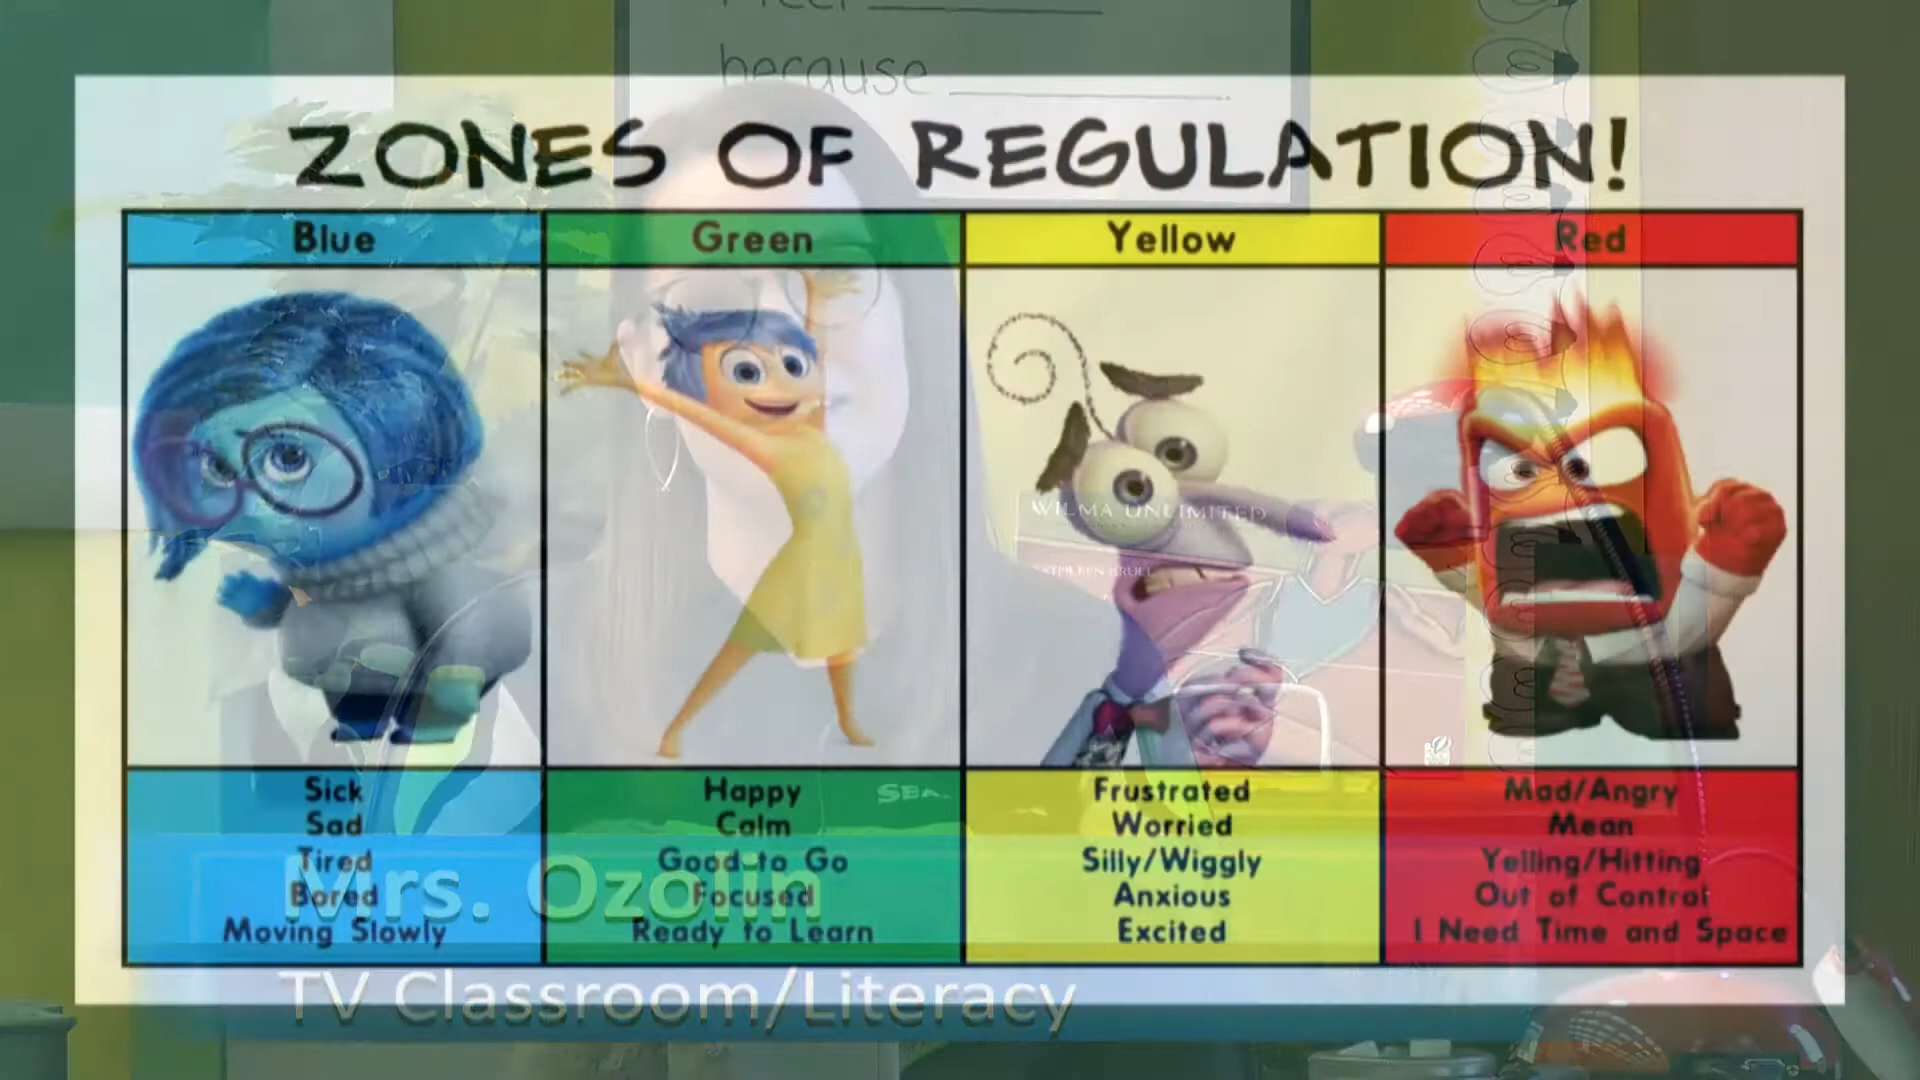 because
ZONES OF REGULATION!
Blue Green Yellow Red
WILMA UNLIMITED
Sick Happy Frustrated Mad/Angry
Sad Calm Worried Mean
Tired Good to Go Silly/Wiggly Yelling/Hitting
Bored Focused Anxious Out of Control
Moving Slowly Ready to Learn Excited I Need Time and Space
Mrs. Ozolin
TV Classroom/Literacy